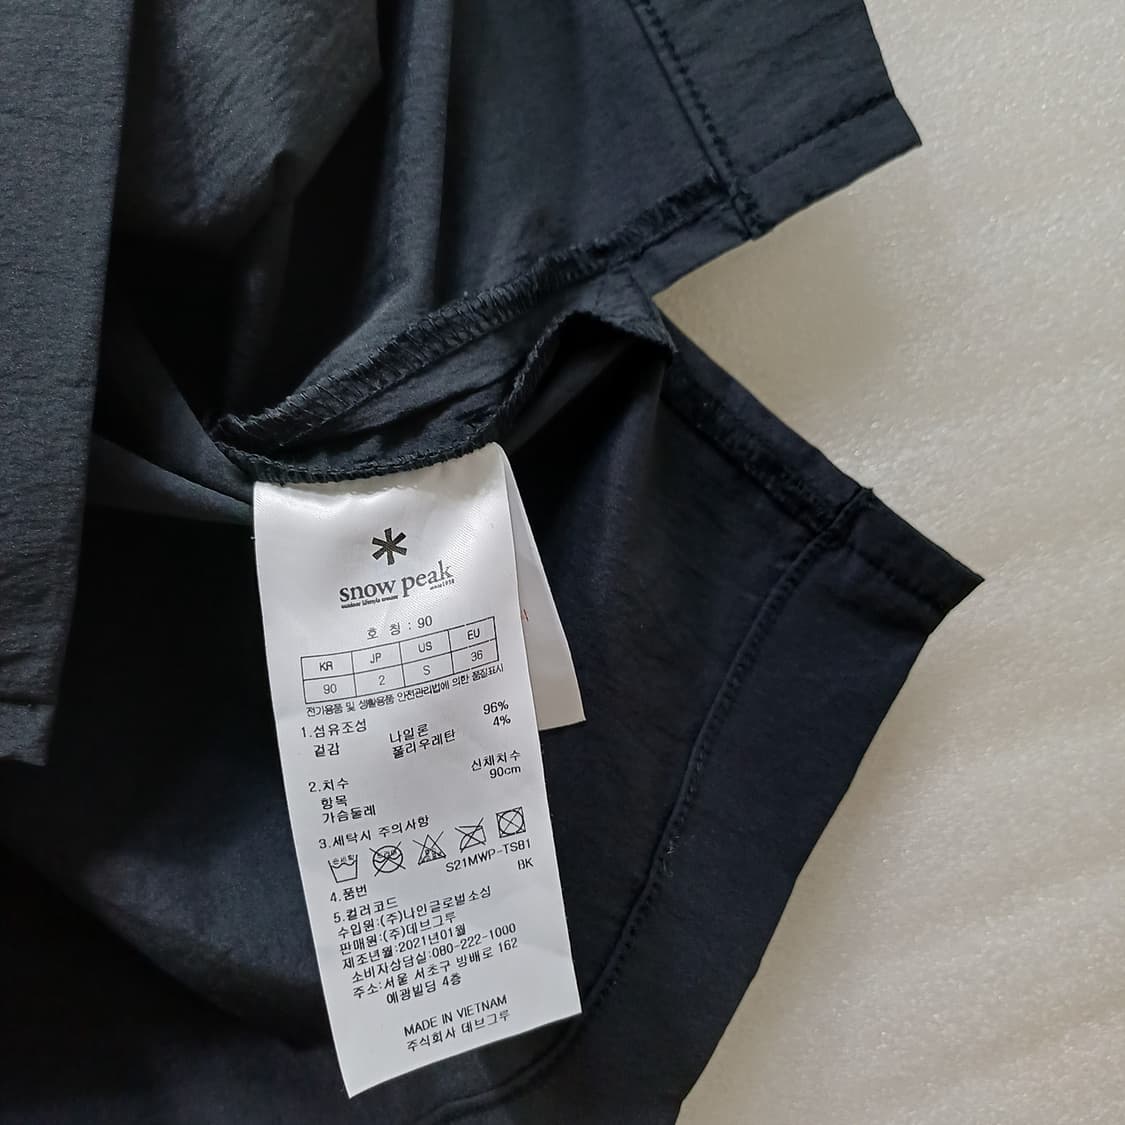 snow peak
호 칭 : 90
KR JP US EU
90 2 S 36
전기용품 및 생활용품 안전관리법에 의한 품질표시
1.섬유조성
겉감 나일론 96%
폴리우레탄 4%
2.치수
항목 신체치수
가슴둘레 90cm
3.세탁시 주의사항
4.품번 S21MWP-TS81
5.컬러코드 BK
수입원:(주)나인글로벌소싱
판매원:(주)데브그루
제조년월:2021년01월
소비자상담실:080-222-1000
주소:서울 서초구 방배로 162
예광빌딩 4층
MADE IN VIETNAM
주식회사 데브그루